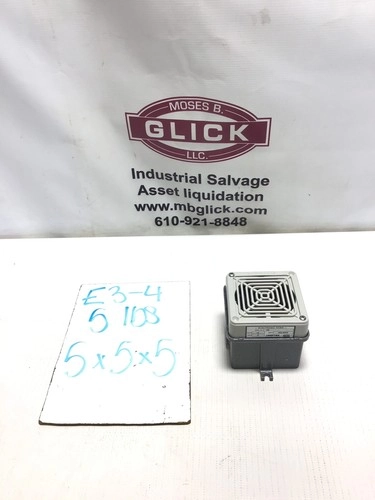 MOSES B.
GLICK
LLC.
Industrial Salvage
Asset liquidation
www.mbglick.com
610-921-8848
E3-4
5 lbs
5x5x5